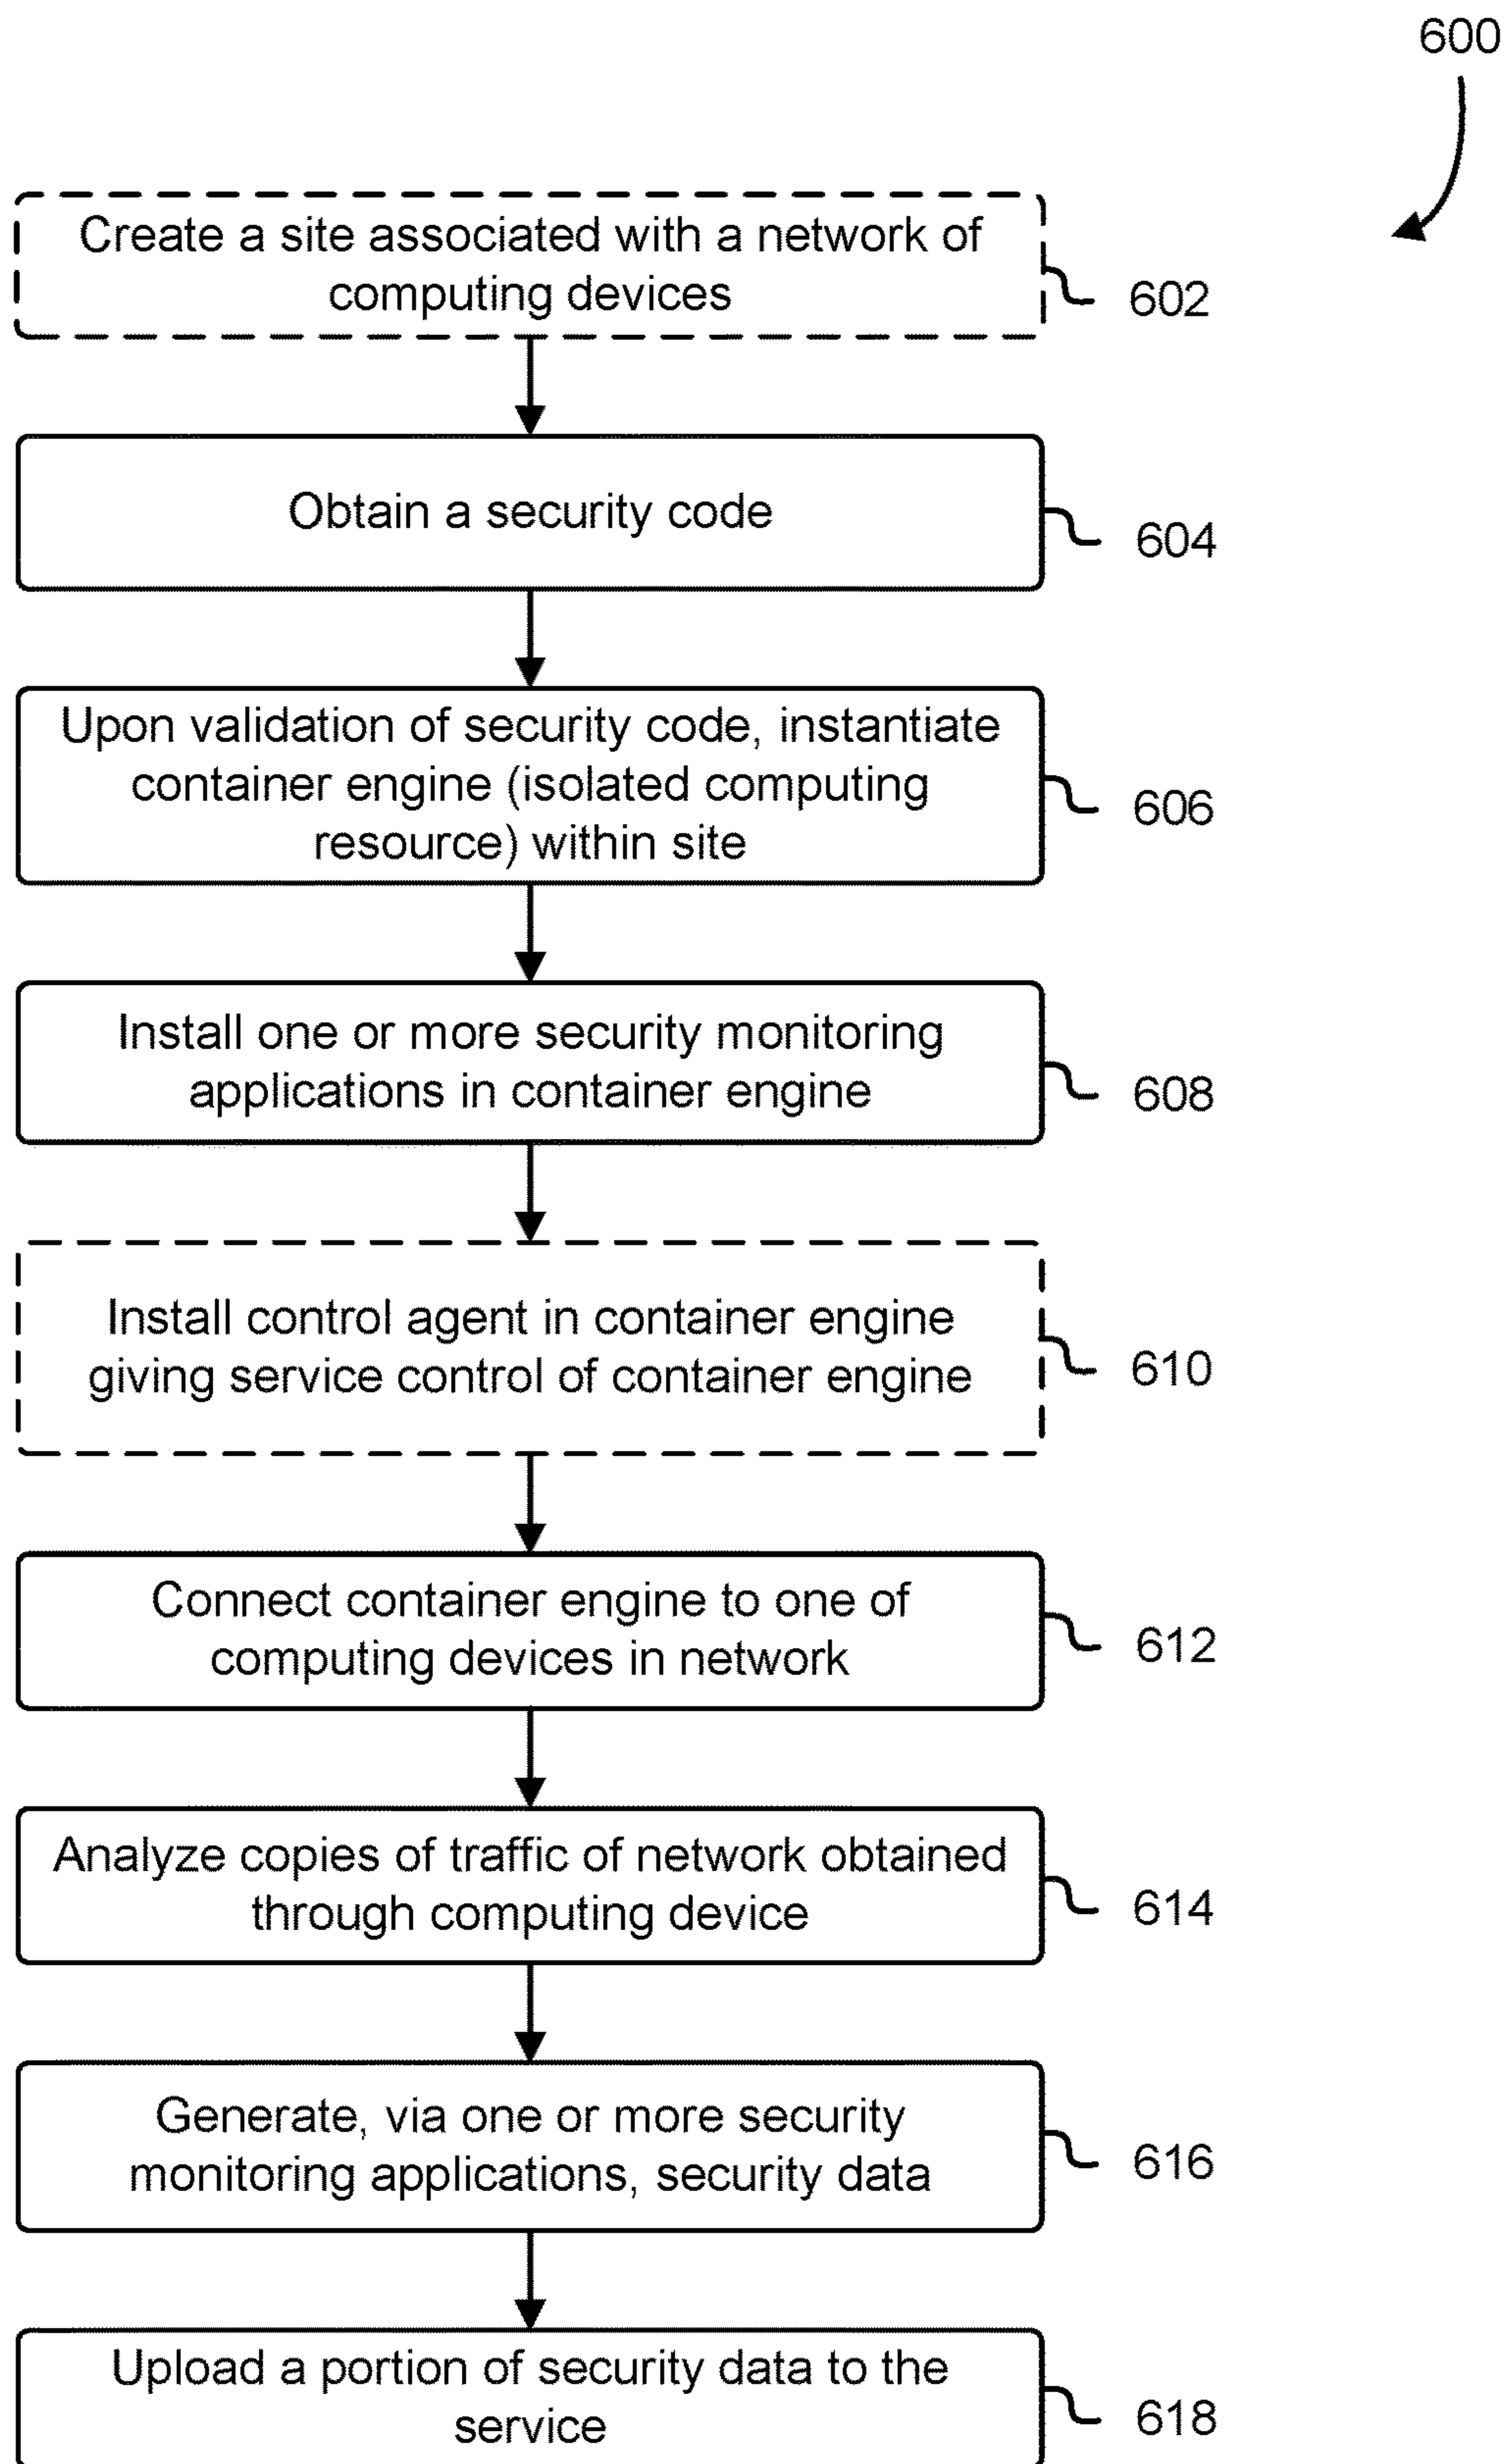 600
Create a site associated with a network of
computing devices
602
Obtain a security code
604
Upon validation of security code, instantiate
container engine (isolated computing
resource) within site
606
Install one or more security monitoring
applications in container engine
608
Install control agent in container engine
giving service control of container engine
610
Connect container engine to one of
computing devices in network
612
Analyze copies of traffic of network obtained
through computing device
614
Generate, via one or more security
monitoring applications, security data
616
Upload a portion of security data to the
service
618